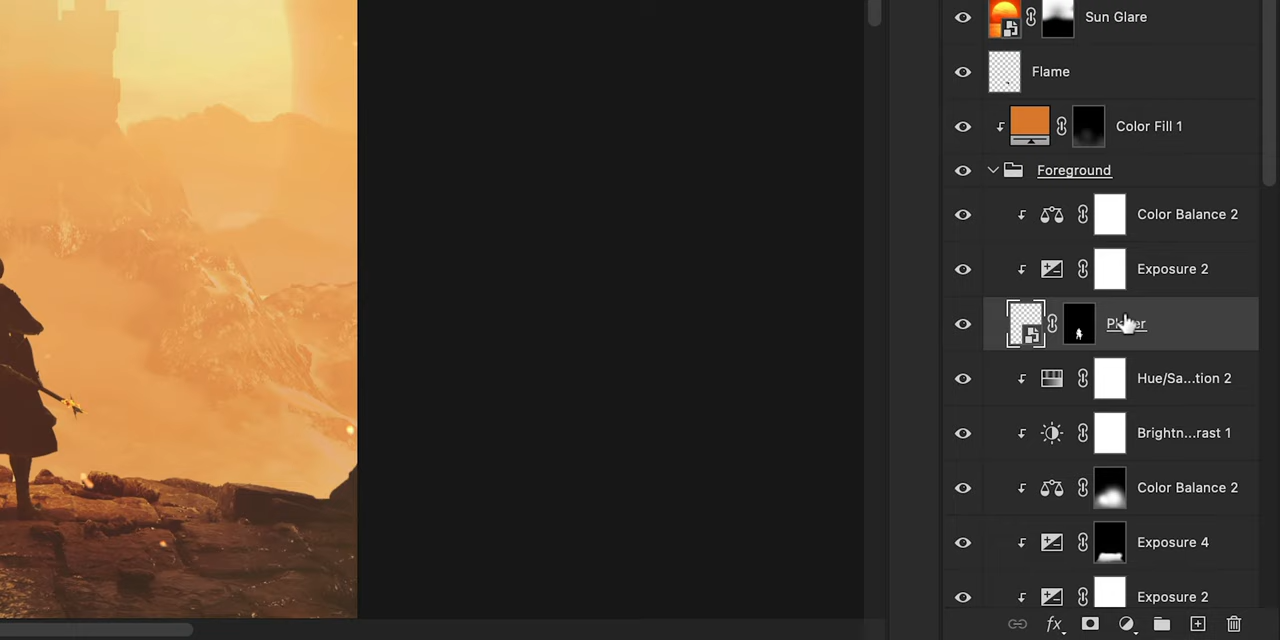 Sun Glare
Flame
Color Fill 1
Foreground
Color Balance 2
Exposure 2
Hue/Sa...tion 2
Brightn...rast 1
Color Balance 2
Exposure 4
Exposure 2
fx